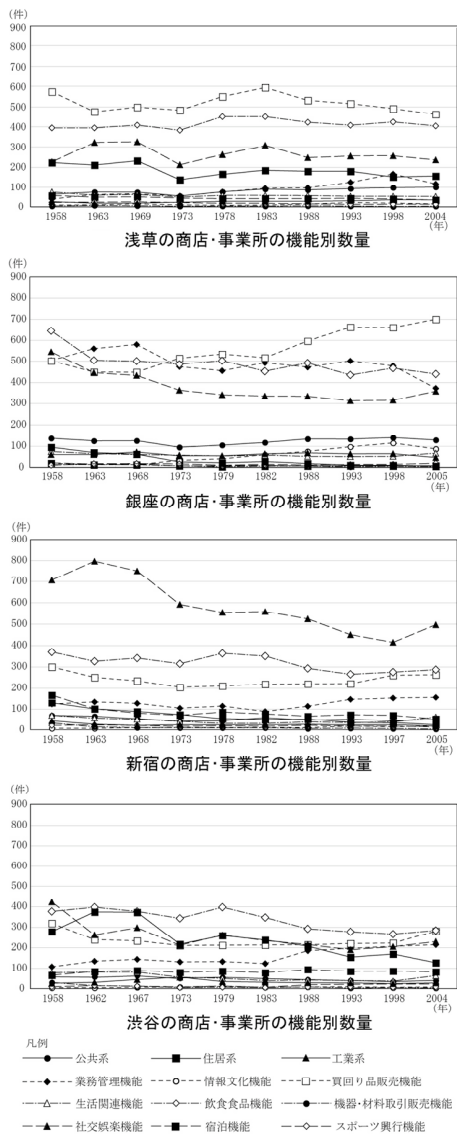 (件)
900
800
700
600
500
400
300
200
100
0
1958 1963 1969 1973 1978 1983 1988 1993 1998 2004
(年)
浅草の商店・事業所の機能別数量
(件)
900
800
700
600
500
400
300
200
100
0
1958 1963 1968 1973 1978 1982 1988 1993 1998 2005
(年)
銀座の商店・事業所の機能別数量
(件)
900
800
700
600
500
400
300
200
100
0
1958 1963 1968 1973 1978 1982 1988 1993 1997 2005
(年)
新宿の商店・事業所の機能別数量
(件)
900
800
700
600
500
400
300
200
100
0
1958 1963 1968 1973 1978 1982 1988 1993 1997 2004
(年)
渋谷の商店・事業所の機能別数量
凡例
公共系 住居系 工業系
業務管理機能 情報文化機能 買回り品販売機能
生活関連機能 飲食食品機能 機器・材料取引販売機能
社交娯楽機能 宿泊機能 スポーツ興行機能